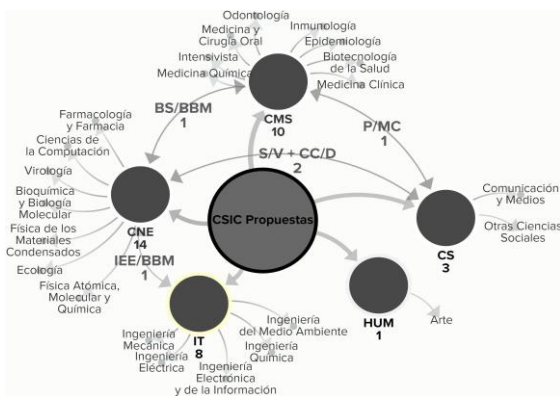 Odontología
Medicina y
Cirugía Oral
Intensivista
Medicina Química
Inmunología
Epidemiología
Biotecnología
de la Salud
Medicina Clínica
CMS
10
BS/BBM
1
P/MC
1
S/V + CC/D
2
Farmacología
y Farmacia
Ciencias de
la Computación
Virología
Bioquímica
y Biología
Molecular
Física de los
Materiales
Condensados
Ecología
Física Atómica,
Molecular y
Química
CNE
14
IEE/BBM
1
CSIC Propuestas
Comunicación
y Medios
Otras Ciencias
Sociales
CS
3
HUM
1
Arte
IT
8
Ingeniería
Mecánica
Ingeniería
Eléctrica
Ingeniería
Electrónica
y de la Información
Ingeniería
Química
Ingeniería
del Medio Ambiente